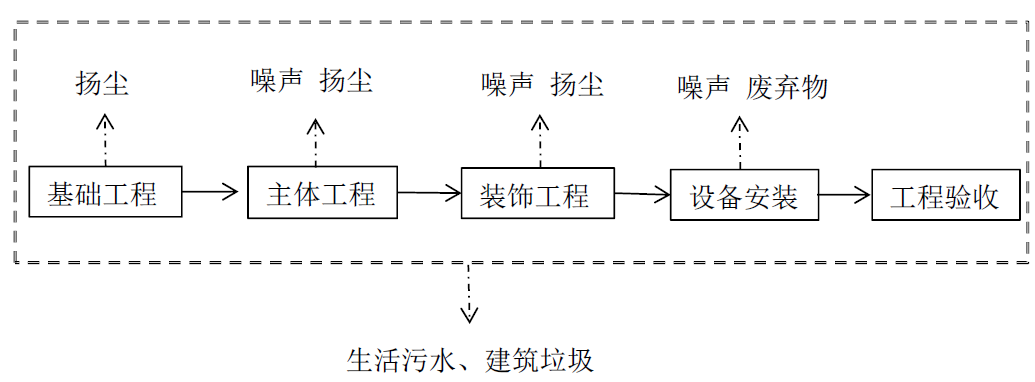 扬尘
噪声 扬尘
噪声 扬尘
噪声 废弃物
基础工程
主体工程
装饰工程
设备安装
工程验收
生活污水、建筑垃圾